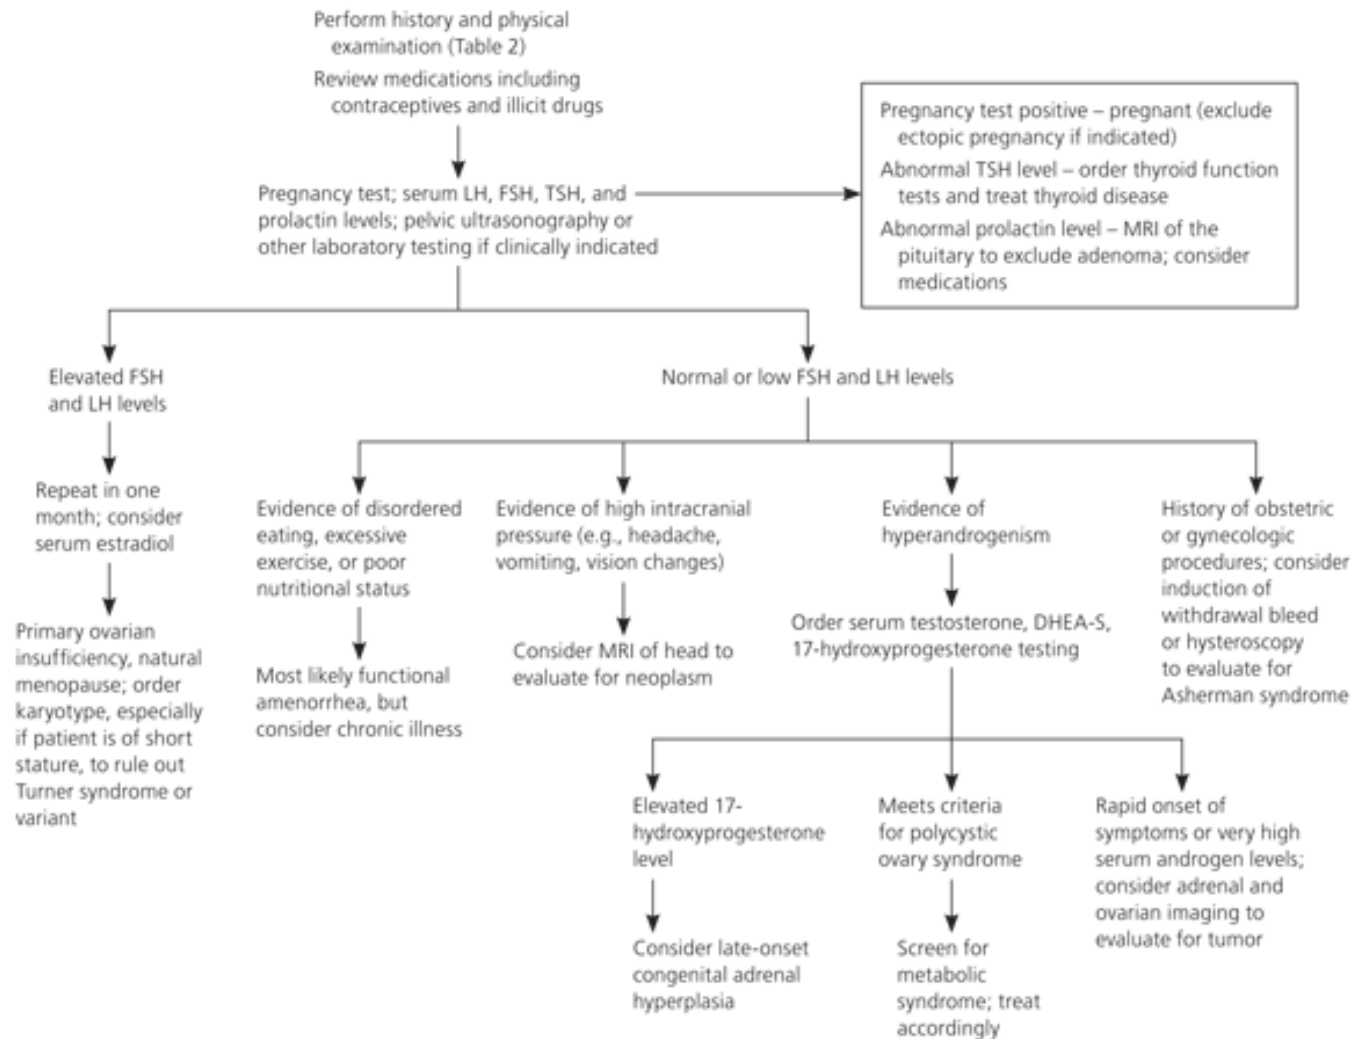 Perform history and physical
examination (Table 2)
Review medications including
contraceptives and illicit drugs
Pregnancy test positive – pregnant (exclude
ectopic pregnancy if indicated)
Abnormal TSH level – order thyroid function
tests and treat thyroid disease
Abnormal prolactin level – MRI of the
pituitary to exclude adenoma; consider
medications
Pregnancy test; serum LH, FSH, TSH, and
prolactin levels; pelvic ultrasonography or
other laboratory testing if clinically indicated
Elevated FSH
and LH levels
Normal or low FSH and LH levels
Repeat in one
month; consider
serum estradiol
Primary ovarian
insufficiency, natural
menopause; order
karyotype, especially
if patient is of short
stature, to rule out
Turner syndrome or
variant
Evidence of disordered
eating, excessive
exercise, or poor
nutritional status
Most likely functional
amenorrhea, but
consider chronic illness
Evidence of high intracranial
pressure (e.g., headache,
vomiting, vision changes)
Consider MRI of head to
evaluate for neoplasm
Evidence of
hyperandrogenism
Order serum testosterone, DHEA-S,
17-hydroxyprogesterone testing
History of obstetric
or gynecologic
procedures; consider
induction of
withdrawal bleed
or hysteroscopy
to evaluate for
Asherman syndrome
Elevated 17-
hydroxyprogesterone
level
Consider late-onset
congenital adrenal
hyperplasia
Meets criteria
for polycystic
ovary syndrome
Screen for
metabolic
syndrome; treat
accordingly
Rapid onset of
symptoms or very high
serum androgen levels;
consider adrenal and
ovarian imaging to
evaluate for tumor